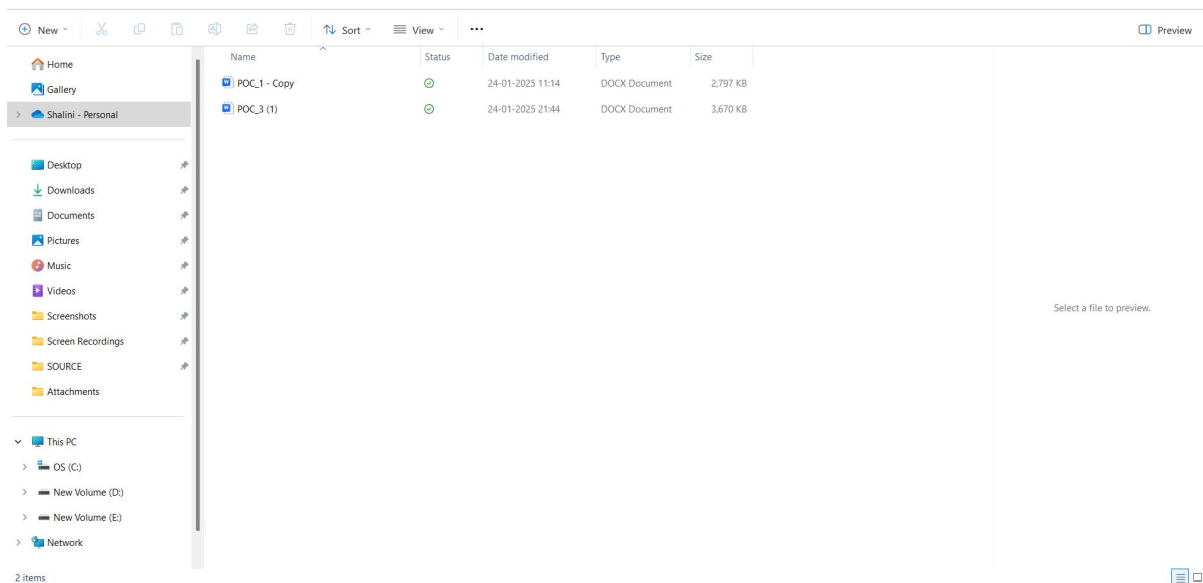 New Sort View ... Preview
Home
Gallery
Shalini - Personal
Desktop
Downloads
Documents
Pictures
Music
Videos
Screenshots
Screen Recordings
SOURCE
Attachments
This PC
OS (C:)
New Volume (D:)
New Volume (E:)
Network
Name Status Date modified Type Size
POC_1 - Copy 24-01-2025 11:14 DOCX Document 2,797 KB
POC_3 (1) 24-01-2025 21:44 DOCX Document 3,670 KB
Select a file to preview.
2 items